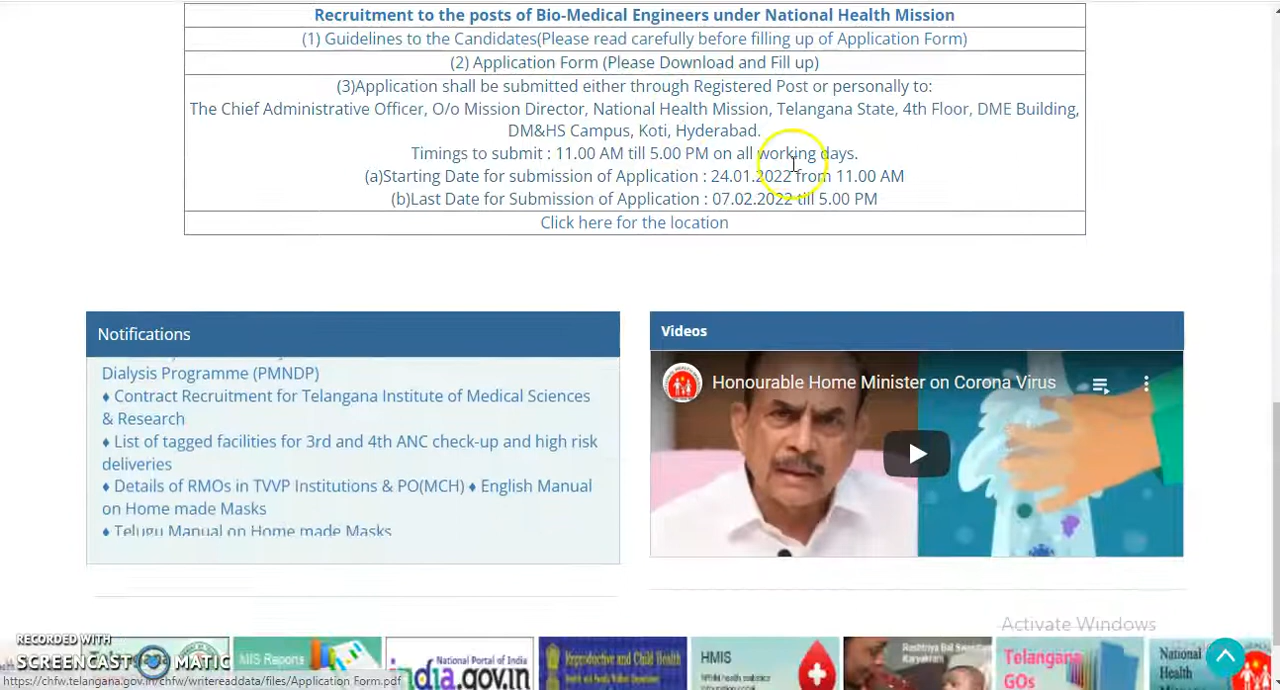 Recruitment to the posts of Bio-Medical Engineers under National Health Mission
(1) Guidelines to the Candidates(Please read carefully before filling up of Application Form)
(2) Application Form (Please Download and Fill up)
(3)Application shall be submitted either through Registered Post or personally to:
The Chief Administrative Officer, O/o Mission Director, National Health Mission, Telangana State, 4th Floor, DME Building,
DM&HS Campus, Koti, Hyderabad.
Timings to submit : 11.00 AM till 5.00 PM on all working days.
(a)Starting Date for submission of Application : 24.01.2022 from 11.00 AM
(b)Last Date for Submission of Application : 07.02.2022 till 5.00 PM
Click here for the location
Notifications
Dialysis Programme (PMNDP)
♦ Contract Recruitment for Telangana Institute of Medical Sciences
& Research
♦ List of tagged facilities for 3rd and 4th ANC check-up and high risk
deliveries
♦ Details of RMOs in TVVP Institutions & PO(MCH) ♦ English Manual
on Home made Masks
♦ Telugu Manual on Home made Masks
Videos
Honourable Home Minister on Corona Virus
Activate Windows
RECORDED WITH
SCREENCAST MATIC
MIS Reports
National Portal of India
india.gov.in
Reproductive and Child Health
HMIS
Rashtriya Bal
Telangana
GOs
National
Health
https://chfw.telangana.gov.in/chfw/writereaddata/files/Application Form.pdf